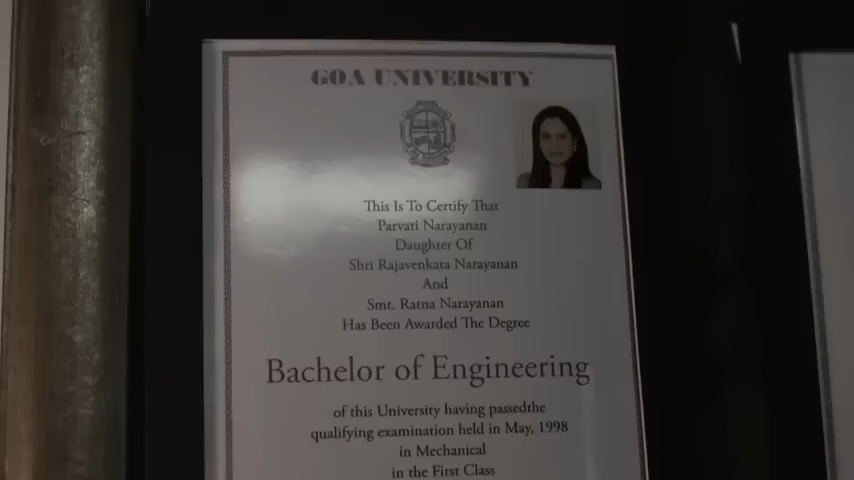 GOA UNIVERSITY
This Is To Certify That
Parvati Narayanan
Daughter Of
Shri Rajavenkata Narayanan
And
Smt. Ratna Narayanan
Has Been Awarded The Degree
Bachelor of Engineering
of this University having passedthe
qualifying examination held in May, 1998
in Mechanical
in the First Class